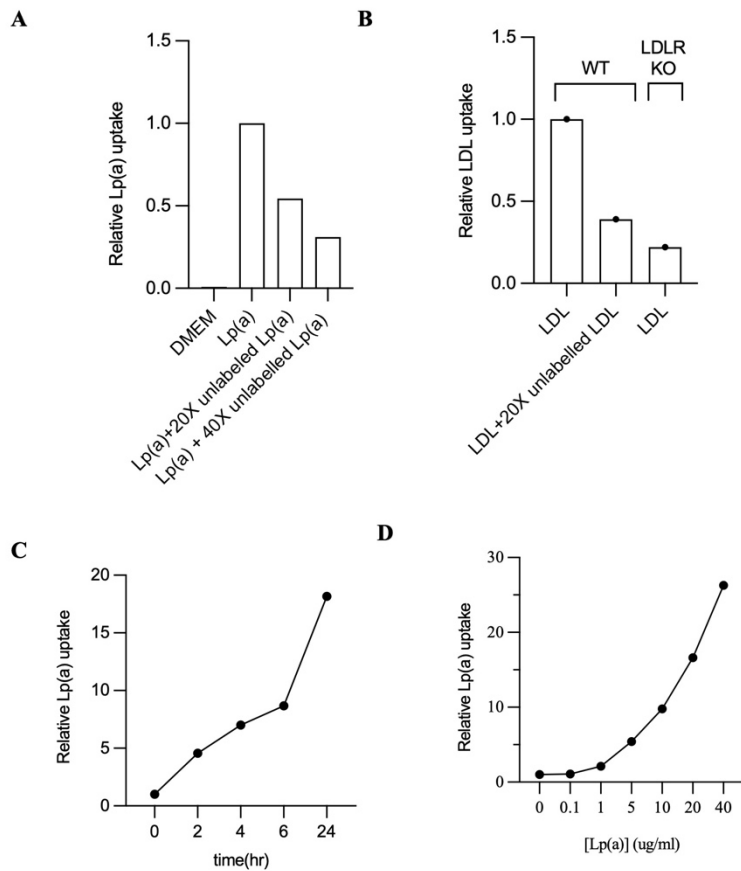 A
Relative Lp(a) uptake
1.5
1.0
0.5
0.0
DMEM
Lp(a)
Lp(a)+20X unlabeled Lp(a)
Lp(a) + 40X unlabelled Lp(a)
B
Relative LDL uptake
1.5
1.0
0.5
0.0
WT
LDLR
KO
LDL
LDL+20X unlabelled LDL
LDL
C
Relative Lp(a) uptake
20
15
10
5
0
0 2 4 6 24
time(hr)
D
Relative Lp(a) uptake
30
20
10
0
0 0.1 1 5 10 20 40
[Lp(a)] (ug/ml)